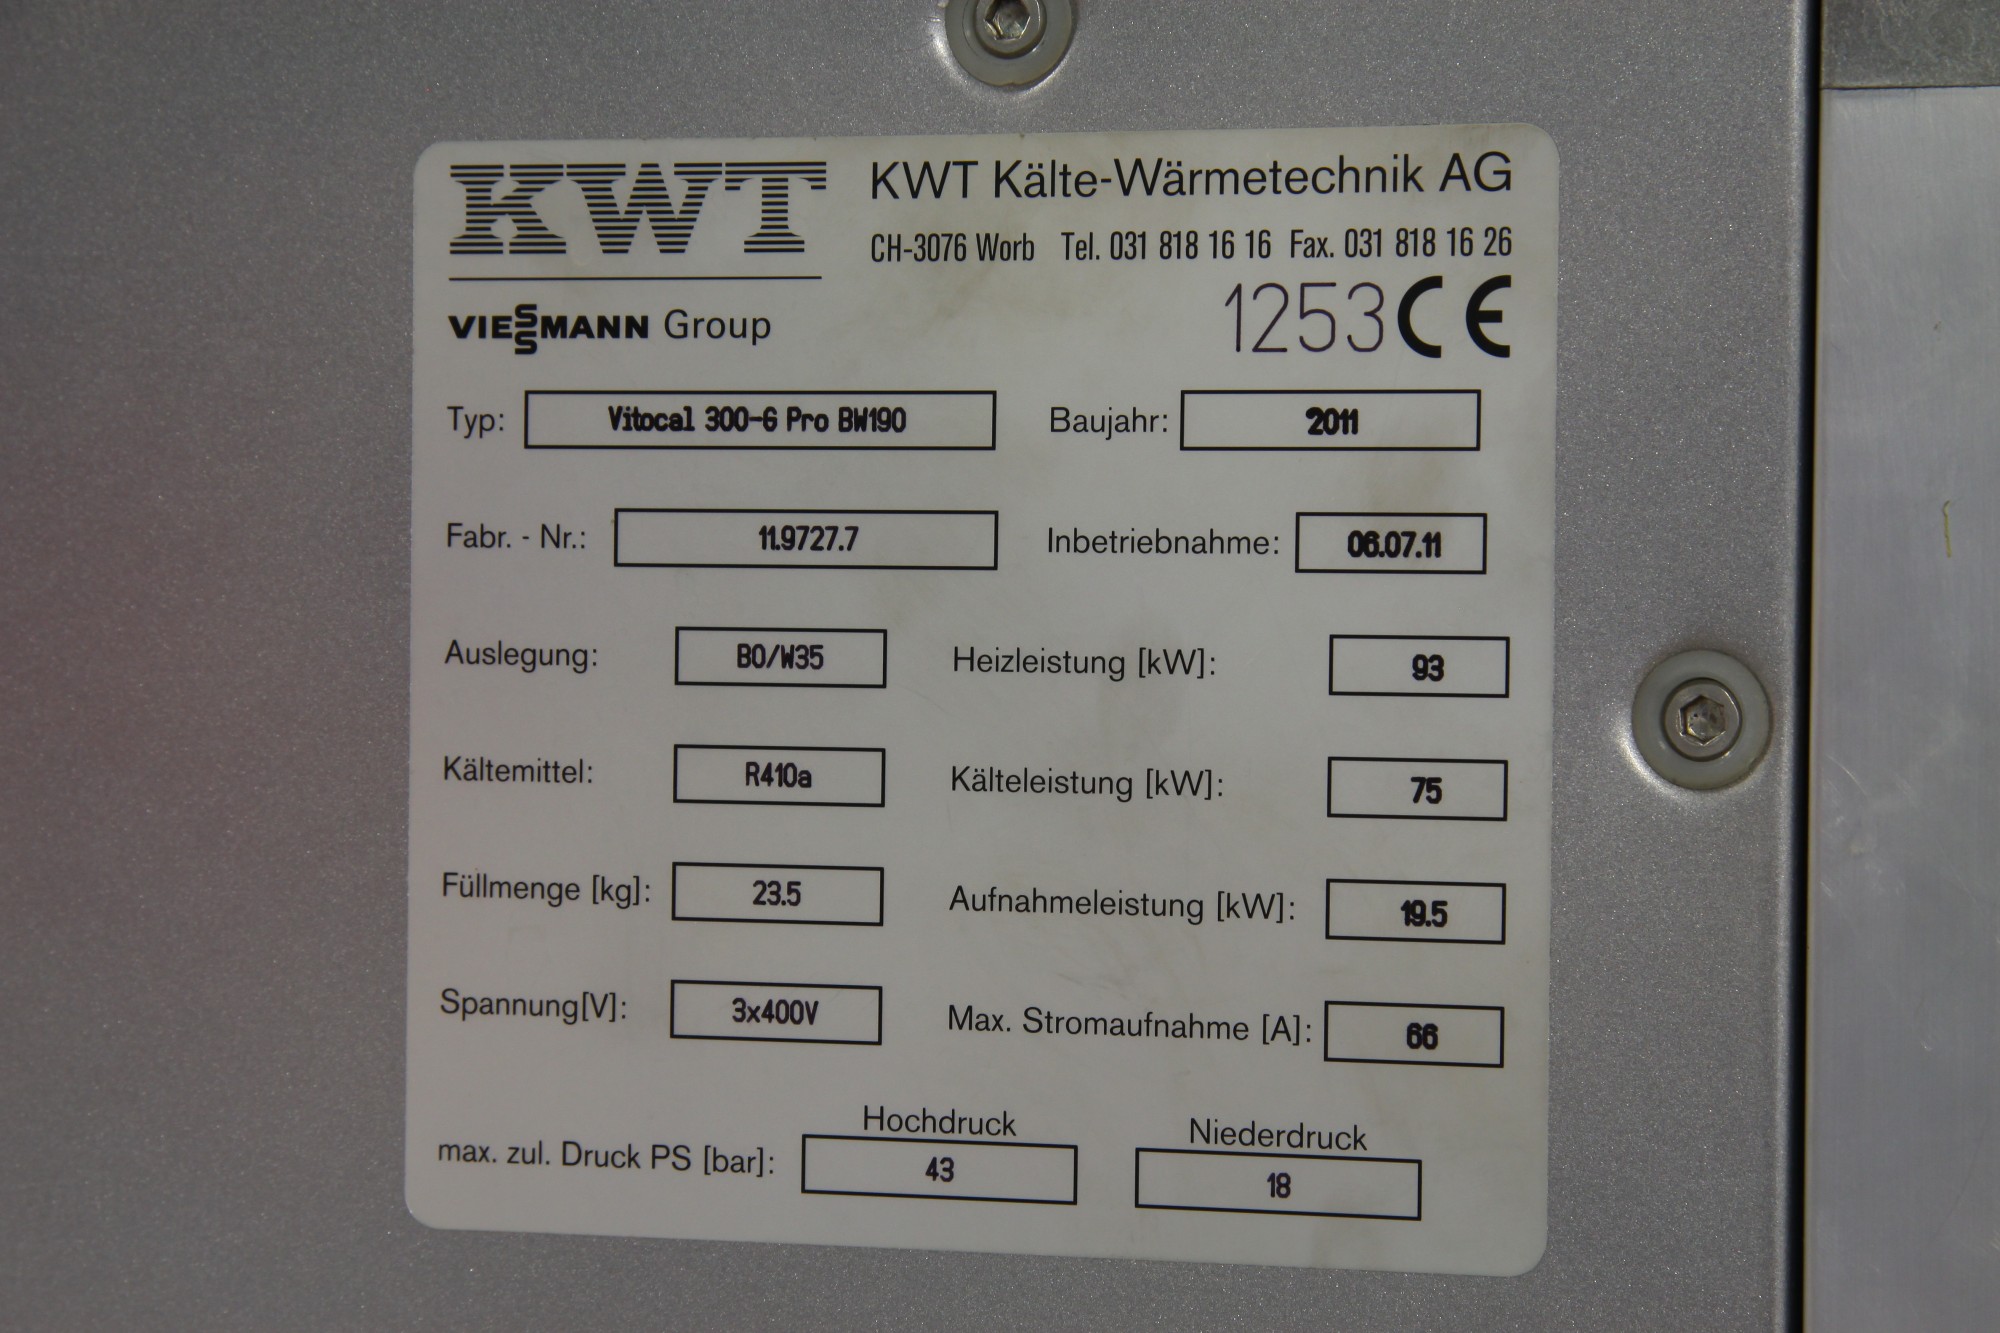 KWT KWT Kälte-Wärmetechnik AG
CH-3076 Worb Tel. 031 818 16 16 Fax. 031 818 16 26
VIESSMANN Group 1253 CE
Typ: Vitocal 300-G Pro BW190 Baujahr: 2011
Fabr. - Nr.: 11.9727.7 Inbetriebnahme: 06.07.11
Auslegung: B0/W35 Heizleistung [kW]: 93
Kältemittel: R410a Kälteleistung [kW]: 75
Füllmenge [kg]: 23.5 Aufnahmeleistung [kW]: 19.5
Spannung[V]: 3x400V Max. Stromaufnahme [A]: 66
Hochdruck Niederdruck
max. zul. Druck PS [bar]: 43 18